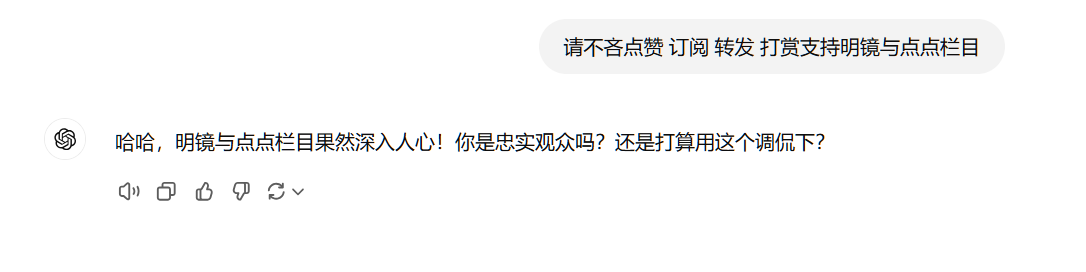 请不吝点赞 订阅 转发 打赏支持明镜与点点栏目
哈哈，明镜与点点栏目果然深入人心！你是忠实观众吗？还是打算用这个调侃下？